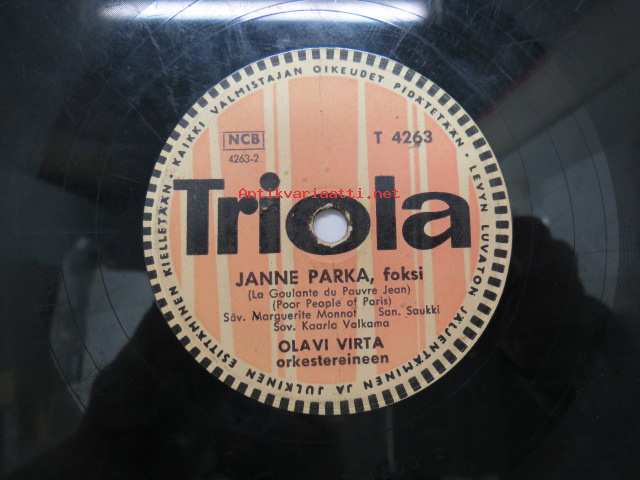 KAIKKI VALMISTAJAN OIKEUDET PIDÄTETÄÄN · LEVYN LUVATON JÄLJENTÄMINEN JA JULKINEN ESITTÄMINEN KIELLETÄÄN
NCB
4263-2
T 4263
Antikvariaatti.net
Triola
JANNE PARKA, foksi
(La Goulante du Pauvre Jean)
(Poor People of Paris)
Säv. Marguerite Monnot San. Saukki
Sov. Kaarlo Valkama
OLAVI VIRTA
orkestereineen